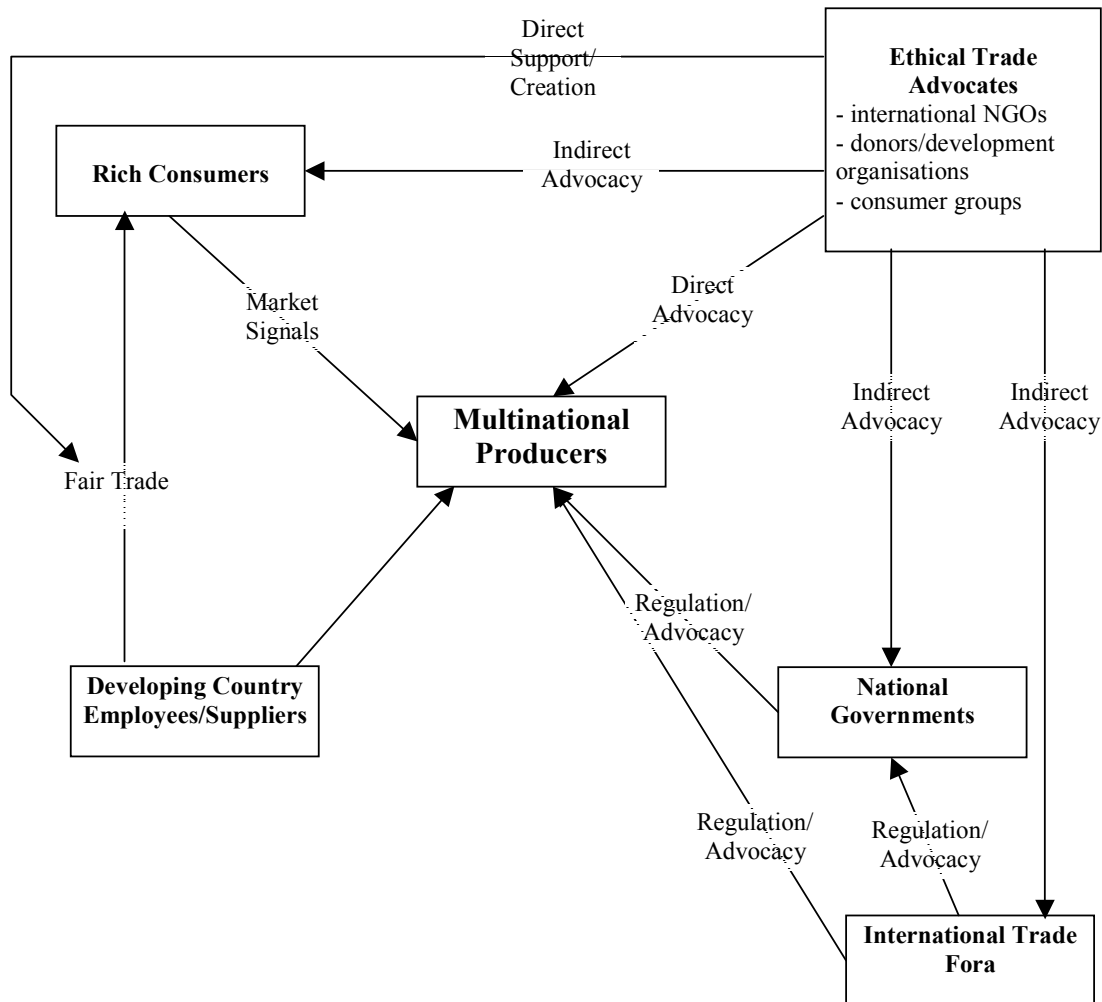 Direct
Support/
Creation
Ethical Trade
Advocates
- international NGOs
- donors/development
organisations
- consumer groups
Rich Consumers
Indirect
Advocacy
Market
Signals
Direct
Advocacy
Multinational
Producers
Indirect
Advocacy
Indirect
Advocacy
Fair Trade
Regulation/
Advocacy
Developing Country
Employees/Suppliers
National
Governments
Regulation/
Advocacy
Regulation/
Advocacy
International Trade
Fora